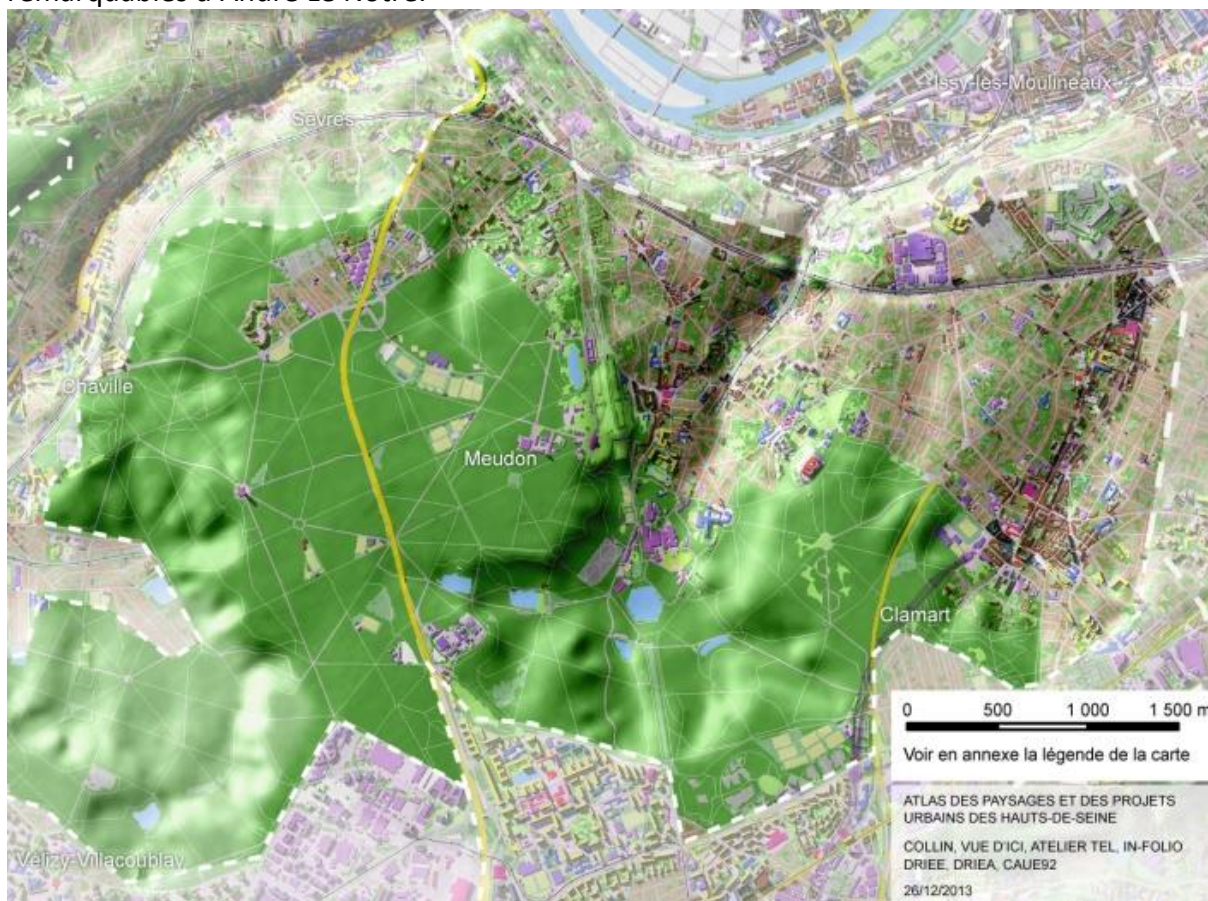 remarquables d'André Le Nôtre.
Issy-les-Moulineaux
Sèvres
Chaville
Meudon
Clamart
0 500 1 000 1 500 m
Voir en annexe la légende de la carte
Vélizy-Villacoublay
ATLAS DES PAYSAGES ET DES PROJETS
URBAINS DES HAUTS-DE-SEINE
COLLIN, VUE D'ICI, ATELIER TEL, IN-FOLIO
DRIEE, DRIEA, CAUE92
26/12/2013